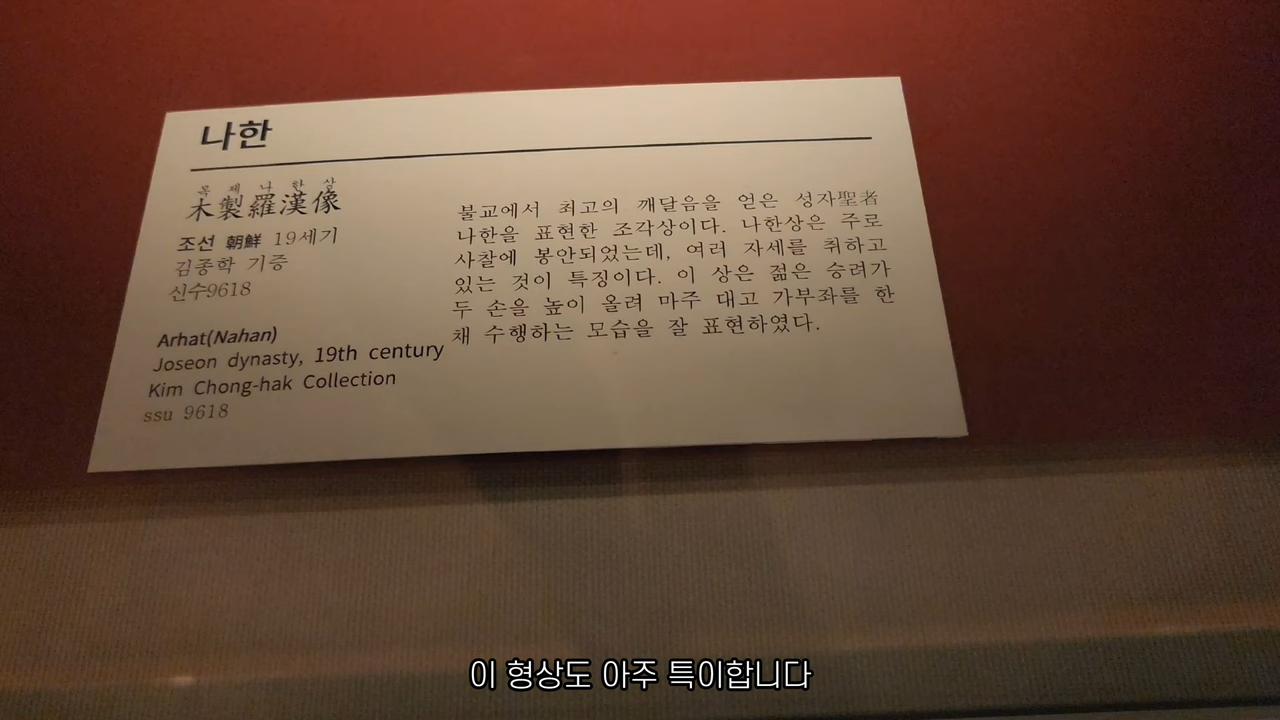 나한
목제나한상
木製羅漢像
조선 朝鮮 19세기
김종학 기증
신수9618
Arhat(Nahan)
Joseon dynasty, 19th century
Kim Chong-hak Collection
ssu 9618
불교에서 최고의 깨달음을 얻은 성자聖者
나한을 표현한 조각상이다. 나한상은 주로
사찰에 봉안되었는데, 여러 자세를 취하고
있는 것이 특징이다. 이 상은 젊은 승려가
두 손을 높이 올려 마주 대고 가부좌를 한
채 수행하는 모습을 잘 표현하였다.
이 형상도 아주 특이합니다